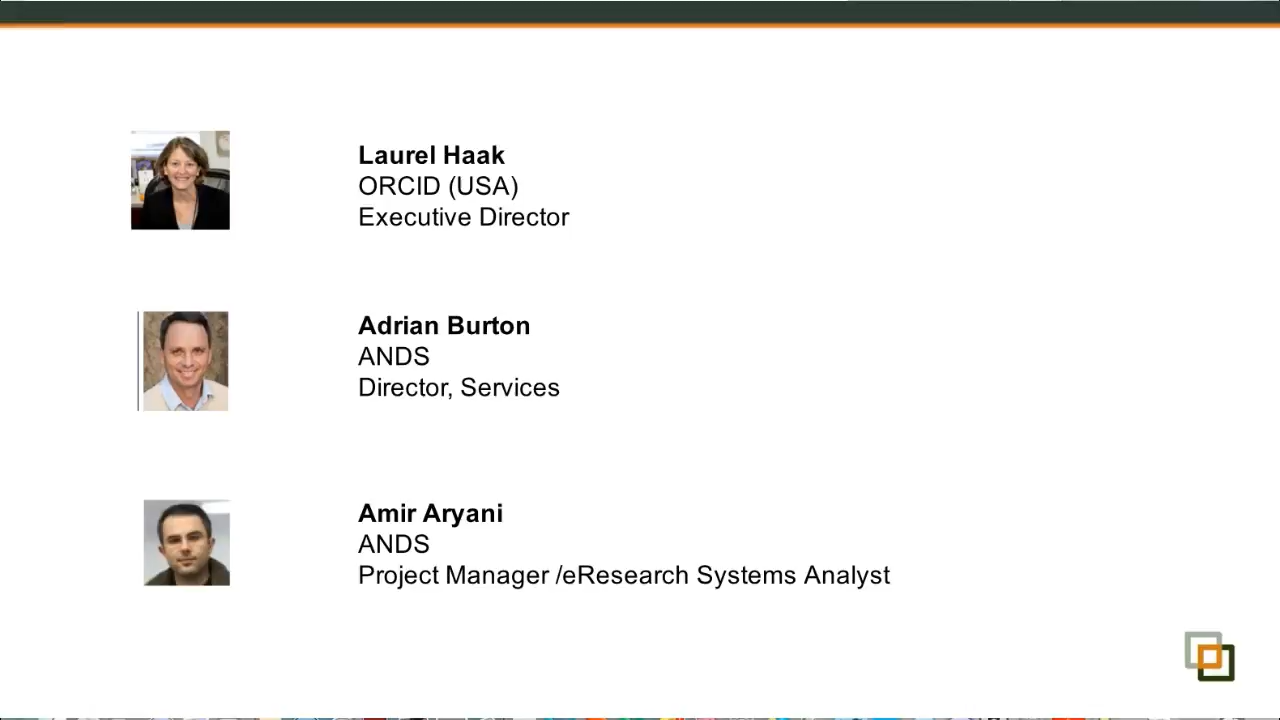 Laurel Haak
ORCID (USA)
Executive Director
Adrian Burton
ANDS
Director, Services
Amir Aryani
ANDS
Project Manager /eResearch Systems Analyst